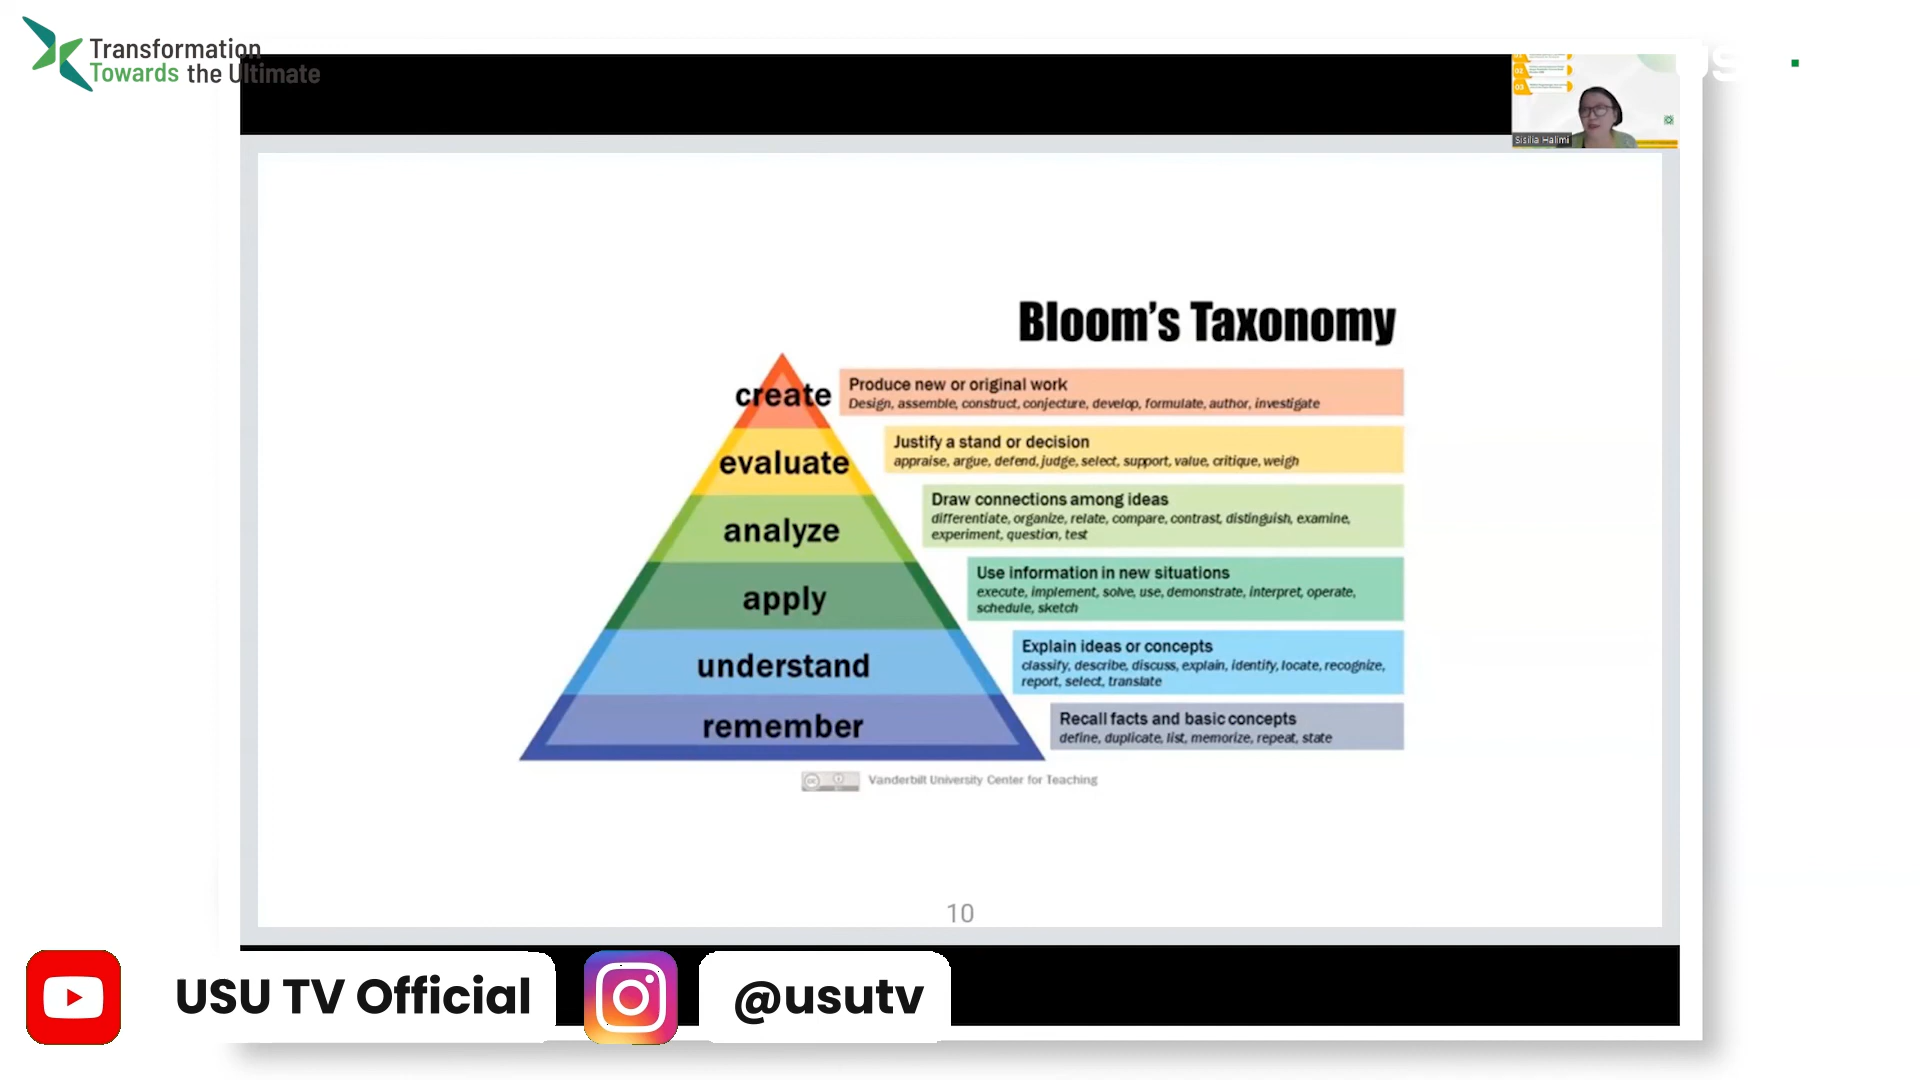 Transformation
Towards the Ultimate
02
03
Sisilia Halimi
Bloom's Taxonomy
create
Produce new or original work
Design, assemble, construct, conjecture, develop, formulate, author, investigate
evaluate
Justify a stand or decision
appraise, argue, defend, judge, select, support, value, critique, weigh
analyze
Draw connections among ideas
differentiate, organize, relate, compare, contrast, distinguish, examine,
experiment, question, test
apply
Use information in new situations
execute, implement, solve, use, demonstrate, interpret, operate,
schedule, sketch
understand
Explain ideas or concepts
classify, describe, discuss, explain, identify, locate, recognize,
report, select, translate
remember
Recall facts and basic concepts
define, duplicate, list, memorize, repeat, state
Vanderbilt University Center for Teaching
10
USU TV Official
@usutv